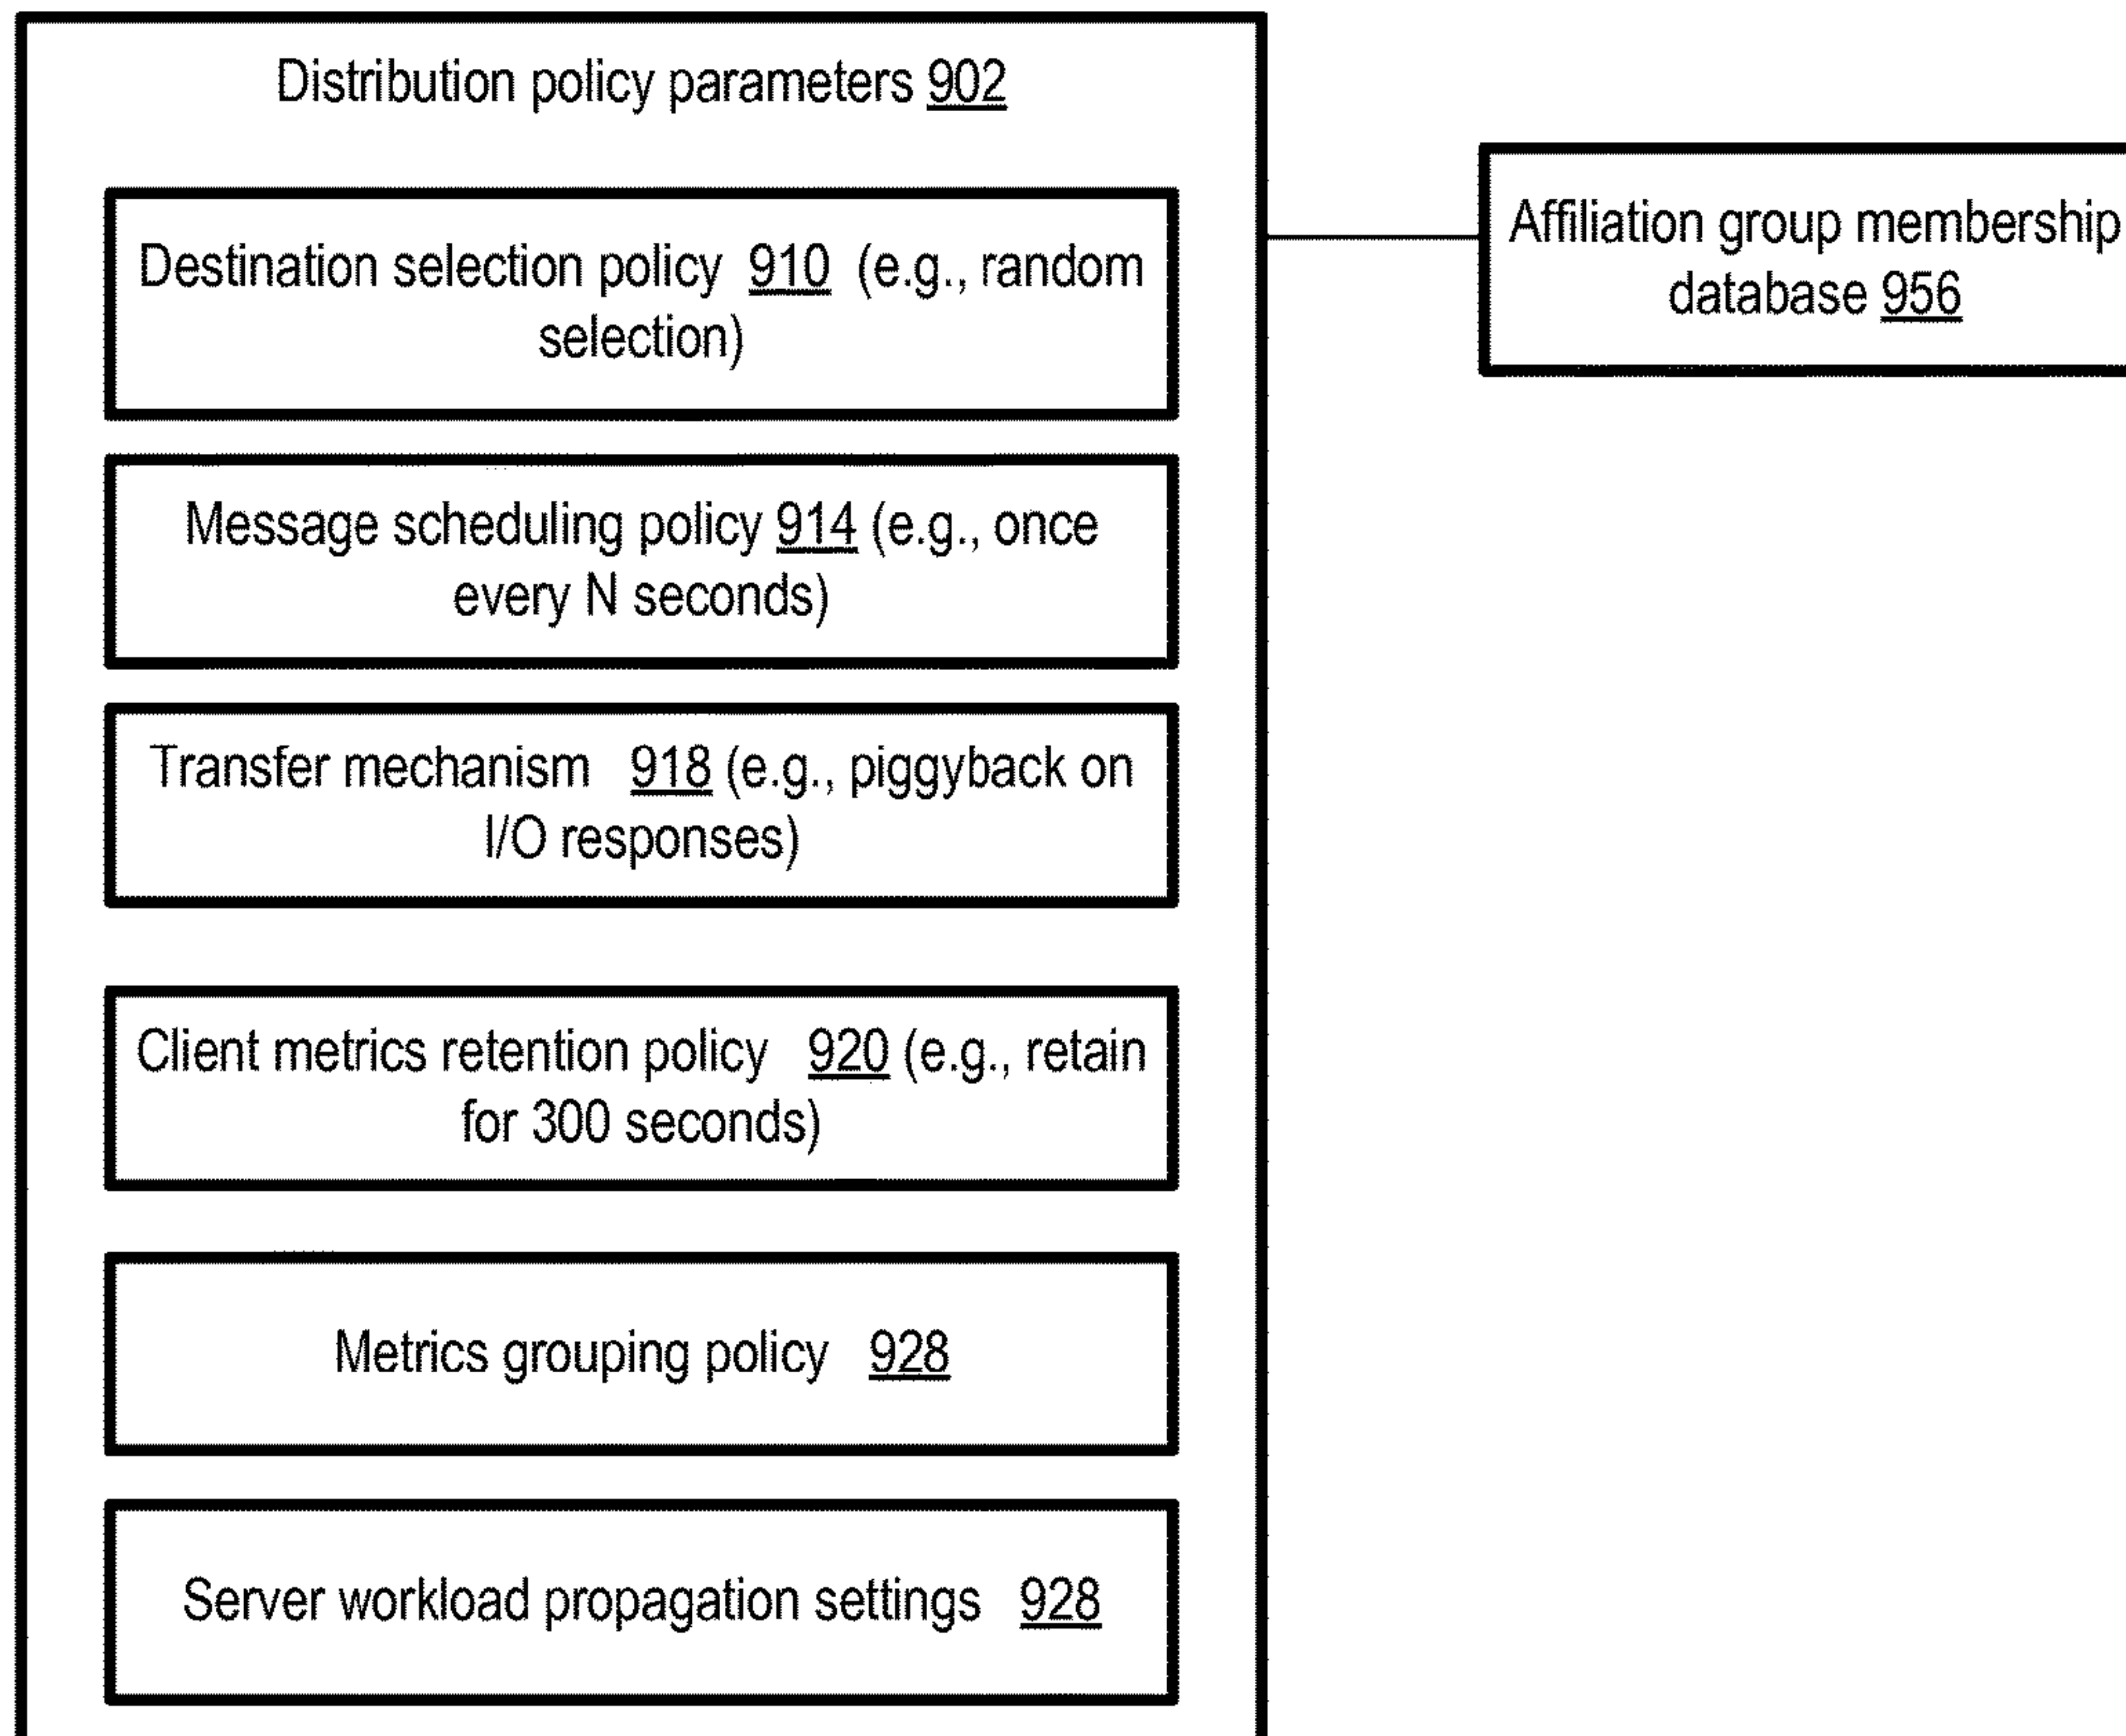 Distribution policy parameters 902
Destination selection policy 910 (e.g., random
selection)
Message scheduling policy 914 (e.g., once
every N seconds)
Transfer mechanism 918 (e.g., piggyback on
I/O responses)
Client metrics retention policy 920 (e.g., retain
for 300 seconds)
Metrics grouping policy 928
Server workload propagation settings 928
Affiliation group membership
database 956